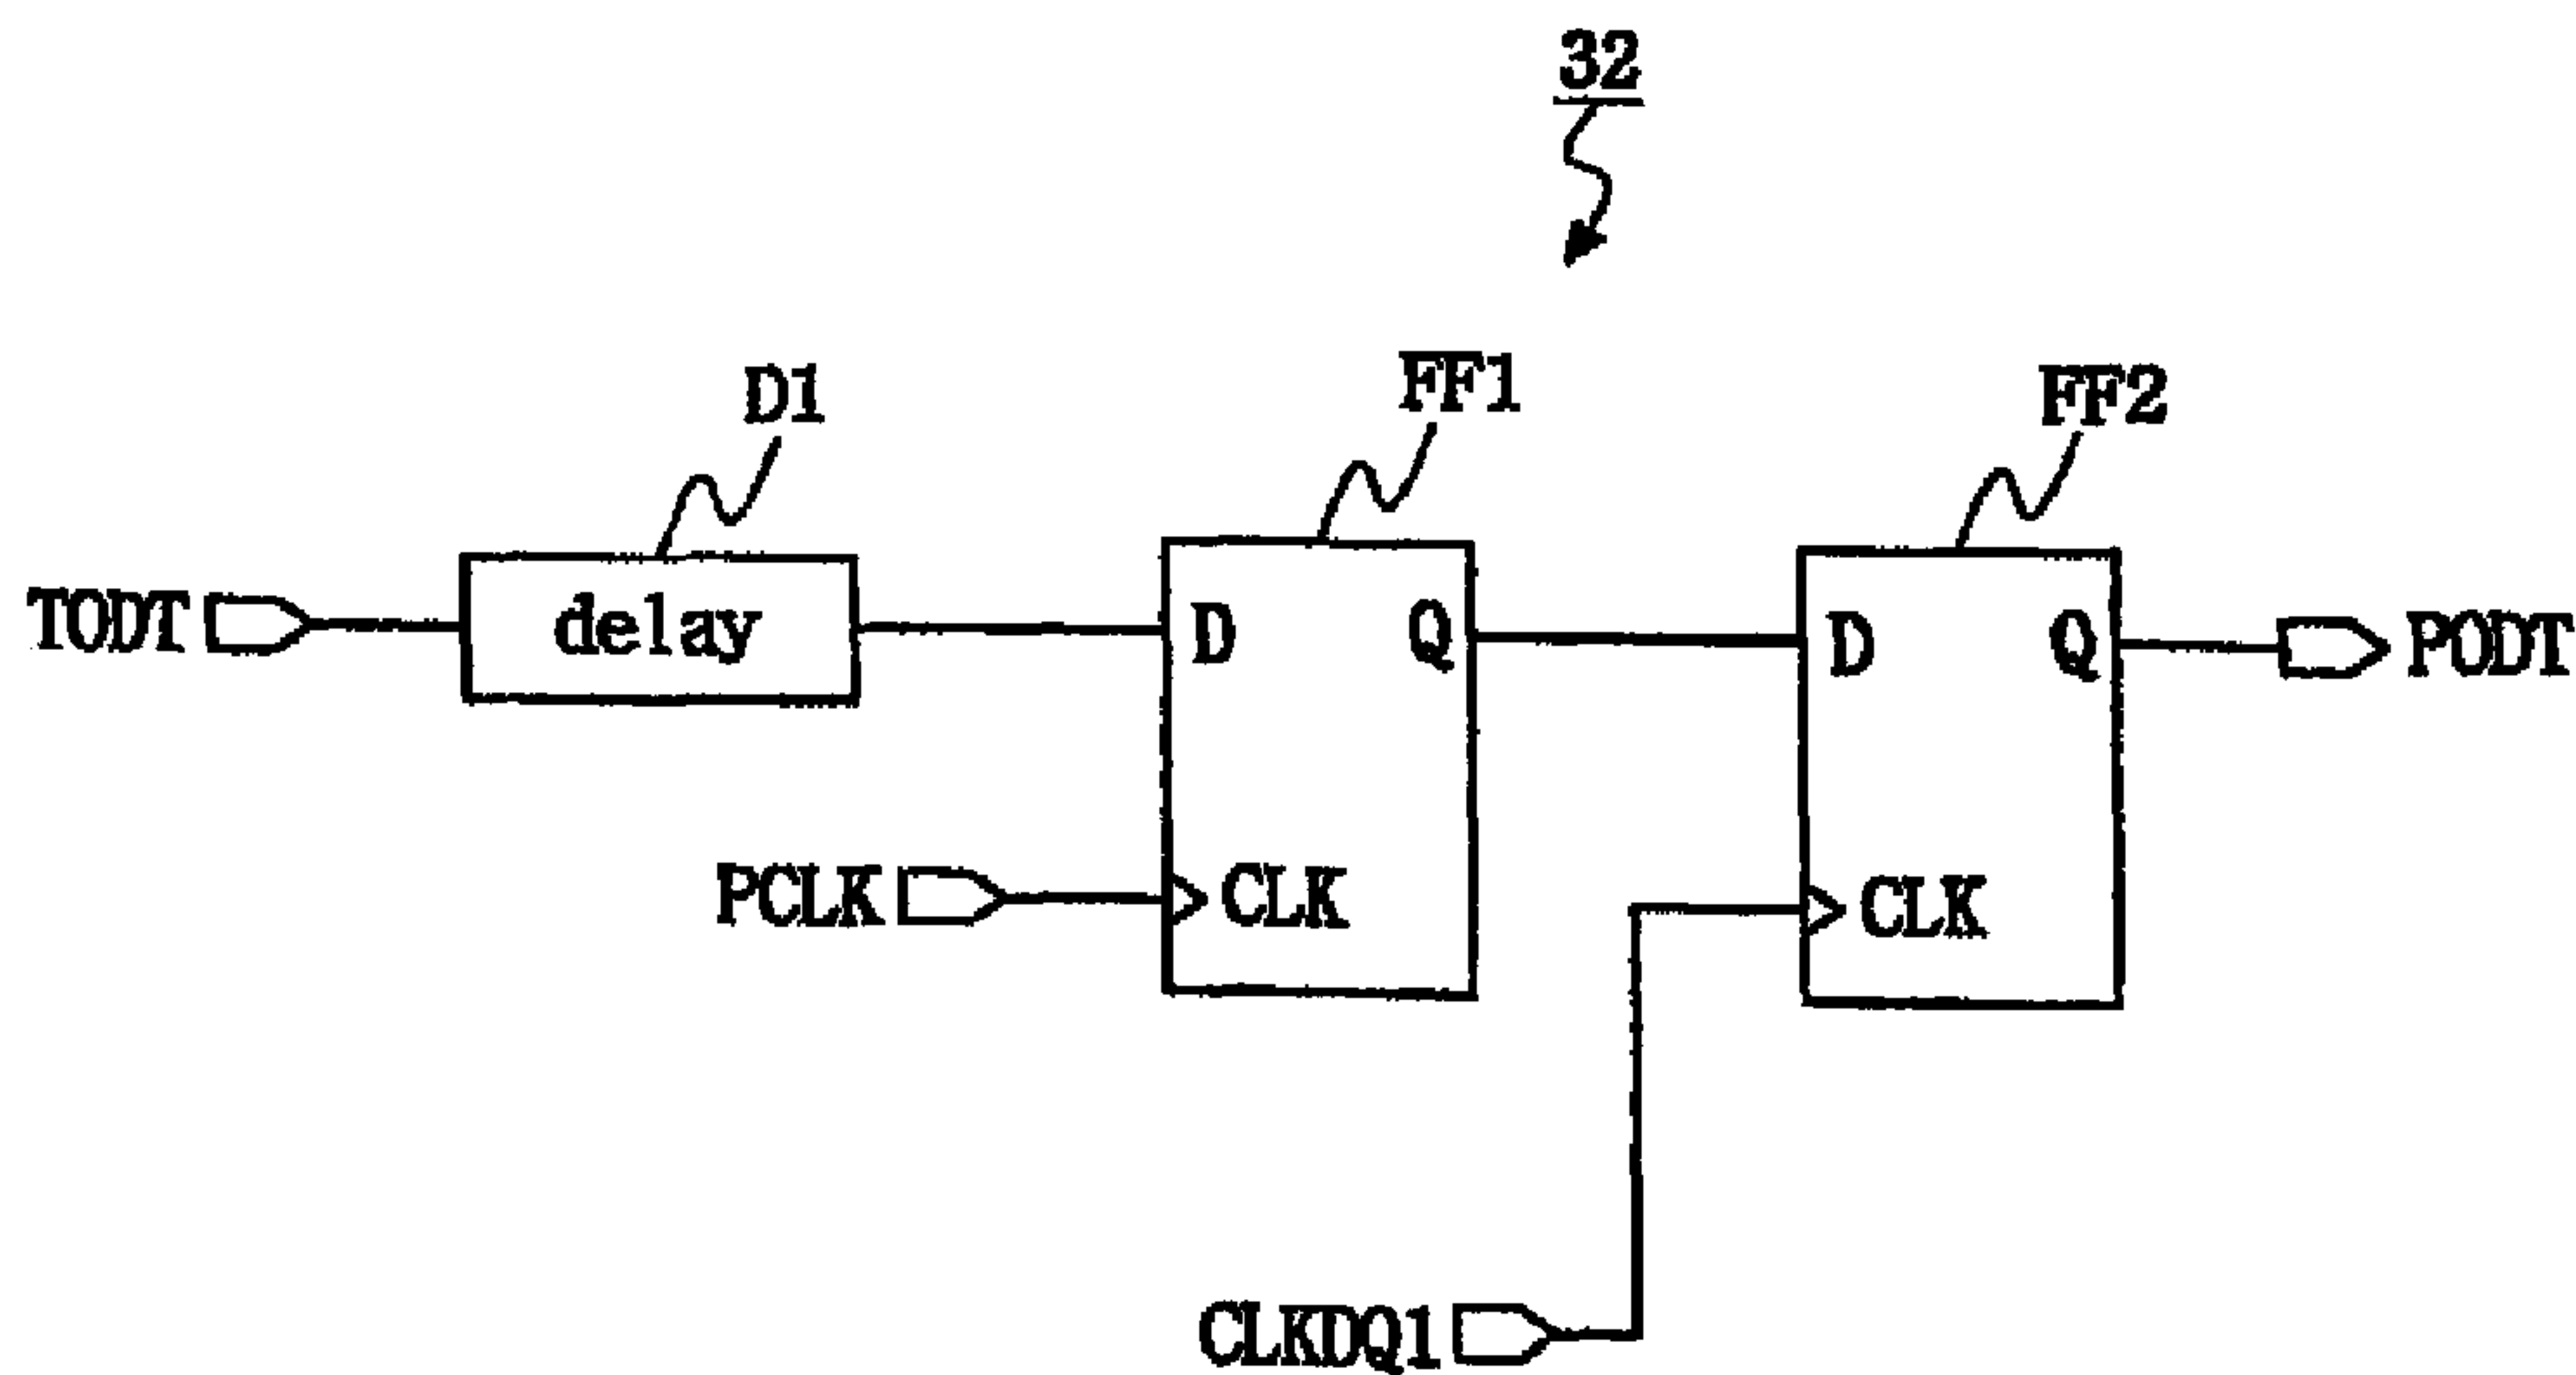 32
D1
FF1
FF2
TODT
delay
D
Q
D
Q
PODT
PCLK
CLK
CLK
CLKDQ1